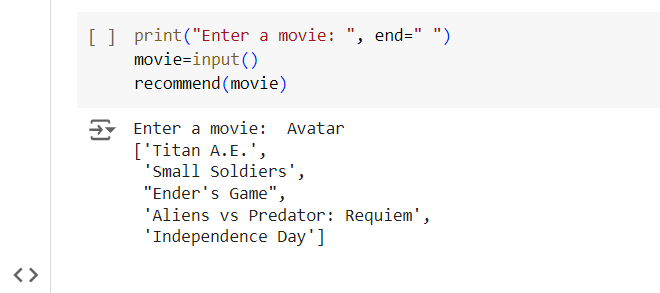 [ ] print("Enter a movie: ", end=" ")
movie=input()
recommend(movie)
Enter a movie:  Avatar
['Titan A.E.',
 'Small Soldiers',
 "Ender's Game",
 'Aliens vs Predator: Requiem',
 'Independence Day']